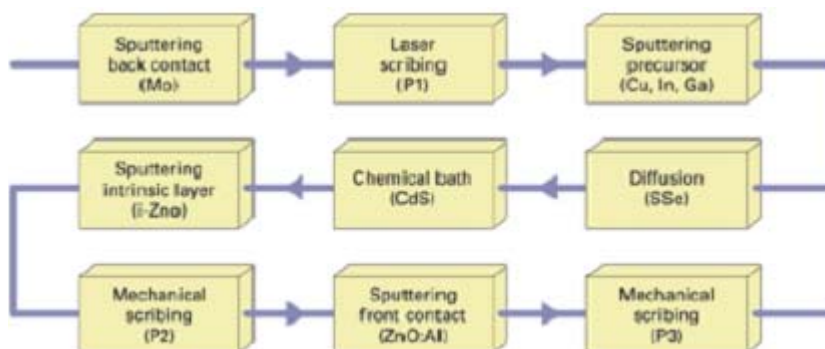 Sputtering
back contact
(Mo)
Laser
scribing
(P1)
Sputtering
precursor
(Cu, In, Ga)
Sputtering
intrinsic layer
(i-Zno)
Chemical bath
(CdS)
Diffusion
(SSe)
Mechanical
scribing
(P2)
Sputtering
front contact
(ZnO:Al)
Mechanical
scribing
(P3)